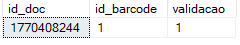 id_doc id_barcode validacao
1770408244 1 1